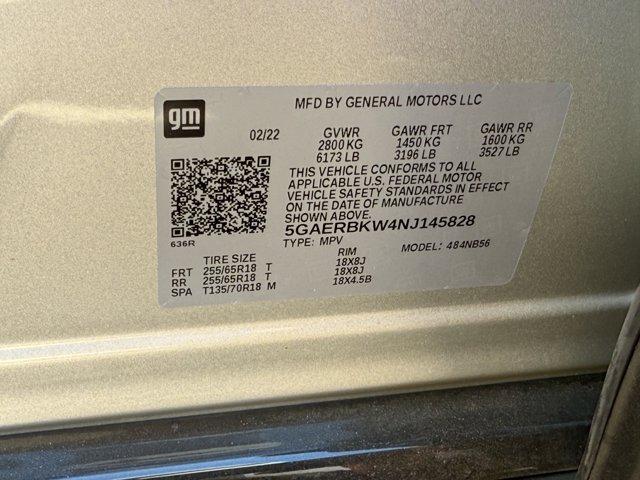 gm
MFD BY GENERAL MOTORS LLC
02/22 GVWR GAWR FRT GAWR RR
2800 KG 1450 KG 1600 KG
6173 LB 3196 LB 3527 LB
THIS VEHICLE CONFORMS TO ALL
APPLICABLE U.S. FEDERAL MOTOR
VEHICLE SAFETY STANDARDS IN EFFECT
ON THE DATE OF MANUFACTURE
SHOWN ABOVE.
5GAERBKW4NJ145828
636R
TYPE: MPV MODEL: 484NB56
TIRE SIZE RIM
FRT 255/65R18 T 18X8J
RR 255/65R18 T 18X8J
SPA T135/70R18 M 18X4.5B